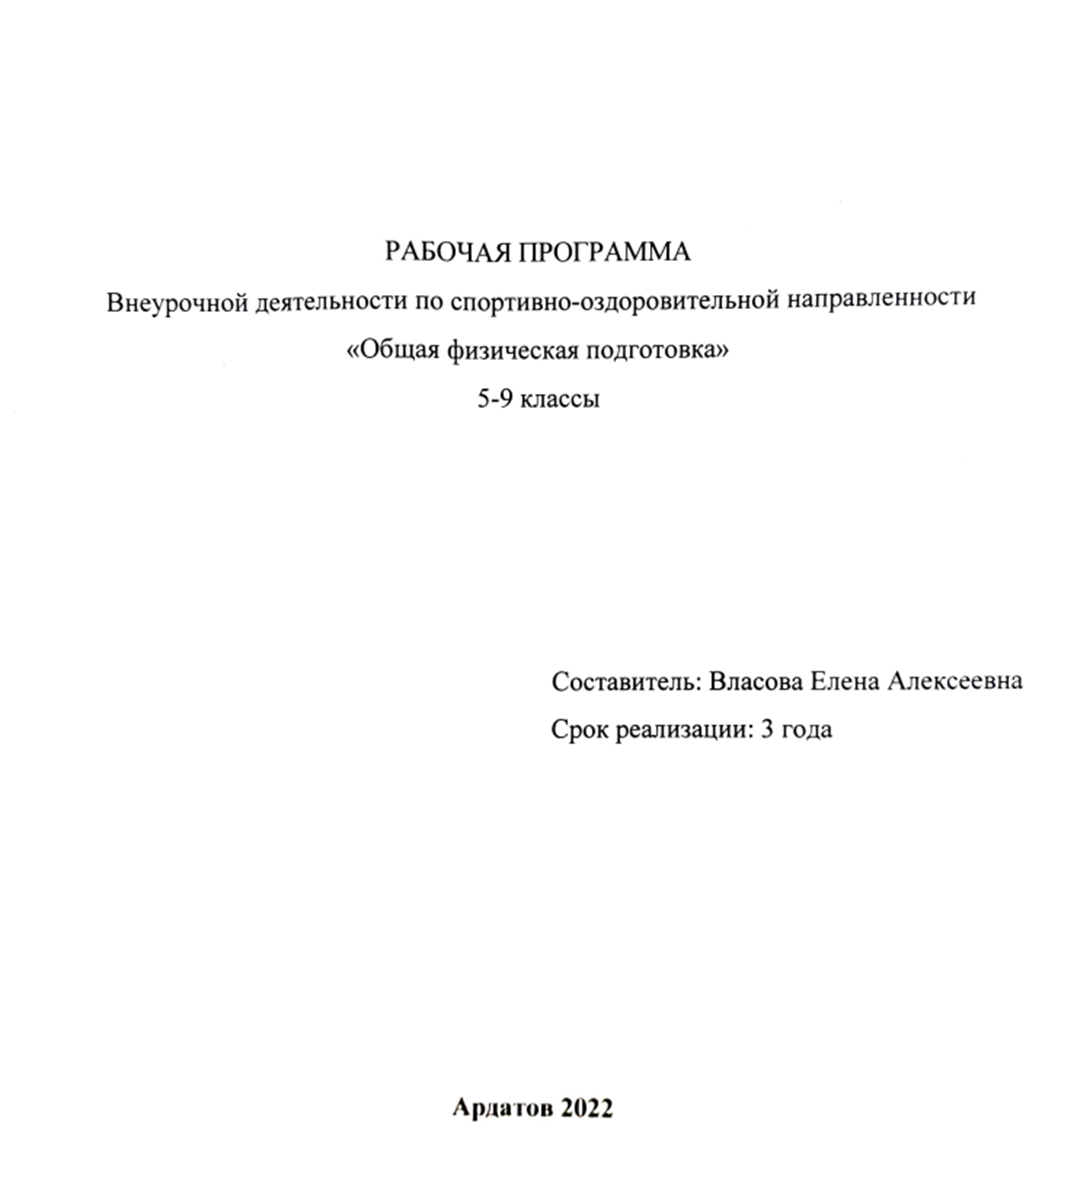 РАБОЧАЯ ПРОГРАММА
Внеурочной деятельности по спортивно-оздоровительной направленности
«Общая физическая подготовка»
5-9 классы
Составитель: Власова Елена Алексеевна
Срок реализации: 3 года
Ардатов 2022